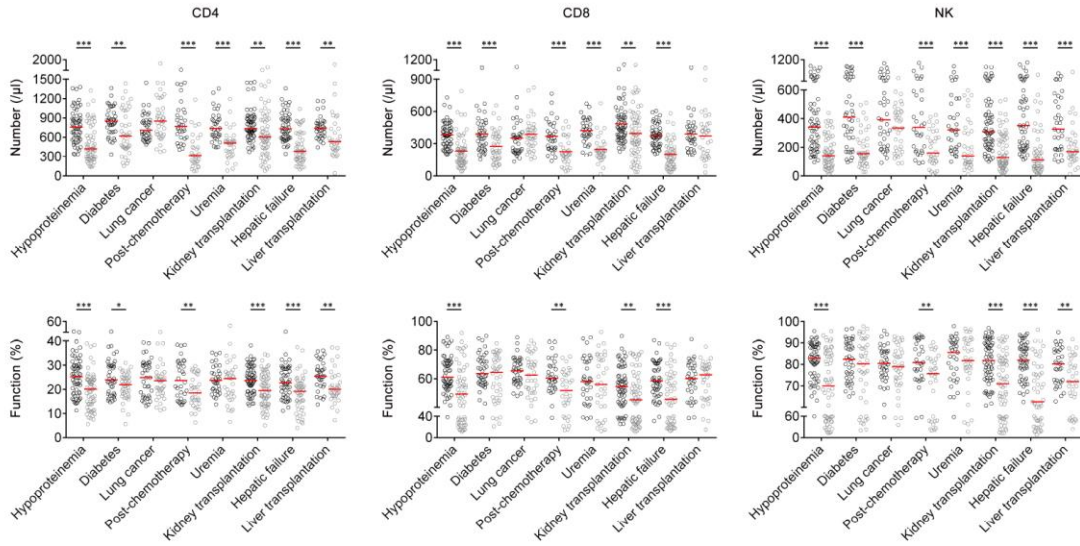 CD4
CD8
NK
*** ** *** *** ** *** **
*** *** *** *** ** ***
*** *** *** *** *** *** ***
Number (/μl)
2000
1600
1200
900
600
300
0
Number (/μl)
1200
900
600
400
200
0
Number (/μl)
1200
600
400
200
0
Hypoproteinemia
Diabetes
Lung cancer
Post-chemotherapy
Uremia
Kidney transplantation
Hepatic failure
Liver transplantation
Hypoproteinemia
Diabetes
Lung cancer
Post-chemotherapy
Uremia
Kidney transplantation
Hepatic failure
Liver transplantation
Hypoproteinemia
Diabetes
Lung cancer
Post-chemotherapy
Uremia
Kidney transplantation
Hepatic failure
Liver transplantation
*** * ** *** *** **
*** ** ** ***
*** ** *** *** **
Function (%)
60
40
30
20
10
0
Function (%)
100
80
60
40
0
Function (%)
100
90
80
70
60
0
Hypoproteinemia
Diabetes
Lung cancer
Post-chemotherapy
Uremia
Kidney transplantation
Hepatic failure
Liver transplantation
Hypoproteinemia
Diabetes
Lung cancer
Post-chemotherapy
Uremia
Kidney transplantation
Hepatic failure
Liver transplantation
Hypoproteinemia
Diabetes
Lung cancer
Post-chemotherapy
Uremia
Kidney transplantation
Hepatic failure
Liver transplantation